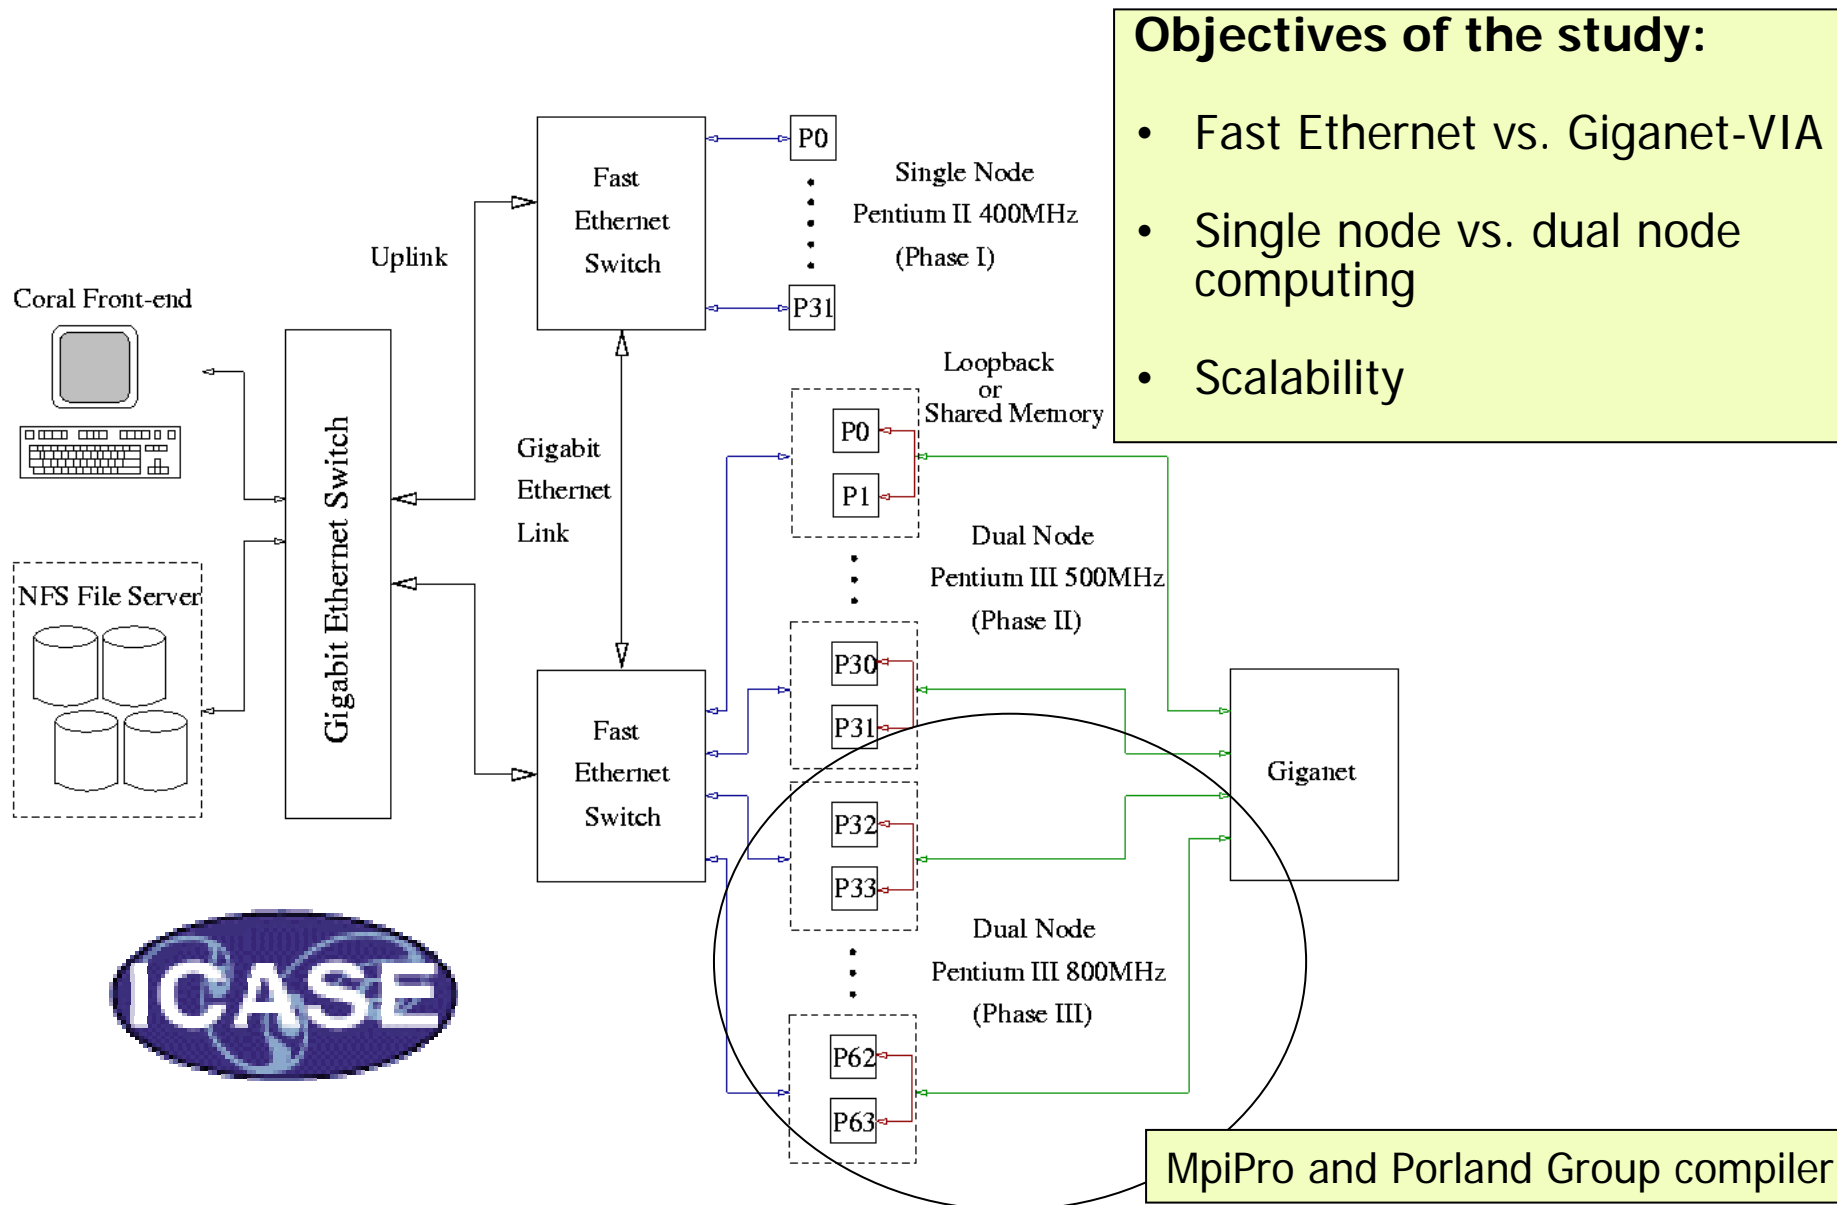 Objectives of the study:
• Fast Ethernet vs. Giganet-VIA
• Single node vs. dual node
computing
• Scalability
Fast
Ethernet
Switch
P0
P31
Single Node
Pentium II 400MHz
(Phase I)
Uplink
Coral Front-end
Gigabit Ethernet Switch
NFS File Server
Gigabit
Ethernet
Link
Loopback
or
Shared Memory
P0
P1
Dual Node
Pentium III 500MHz
(Phase II)
P30
P31
Fast
Ethernet
Switch
Giganet
P32
P33
Dual Node
Pentium III 800MHz
(Phase III)
P62
P63
ICASE
MpiPro and Porland Group compiler